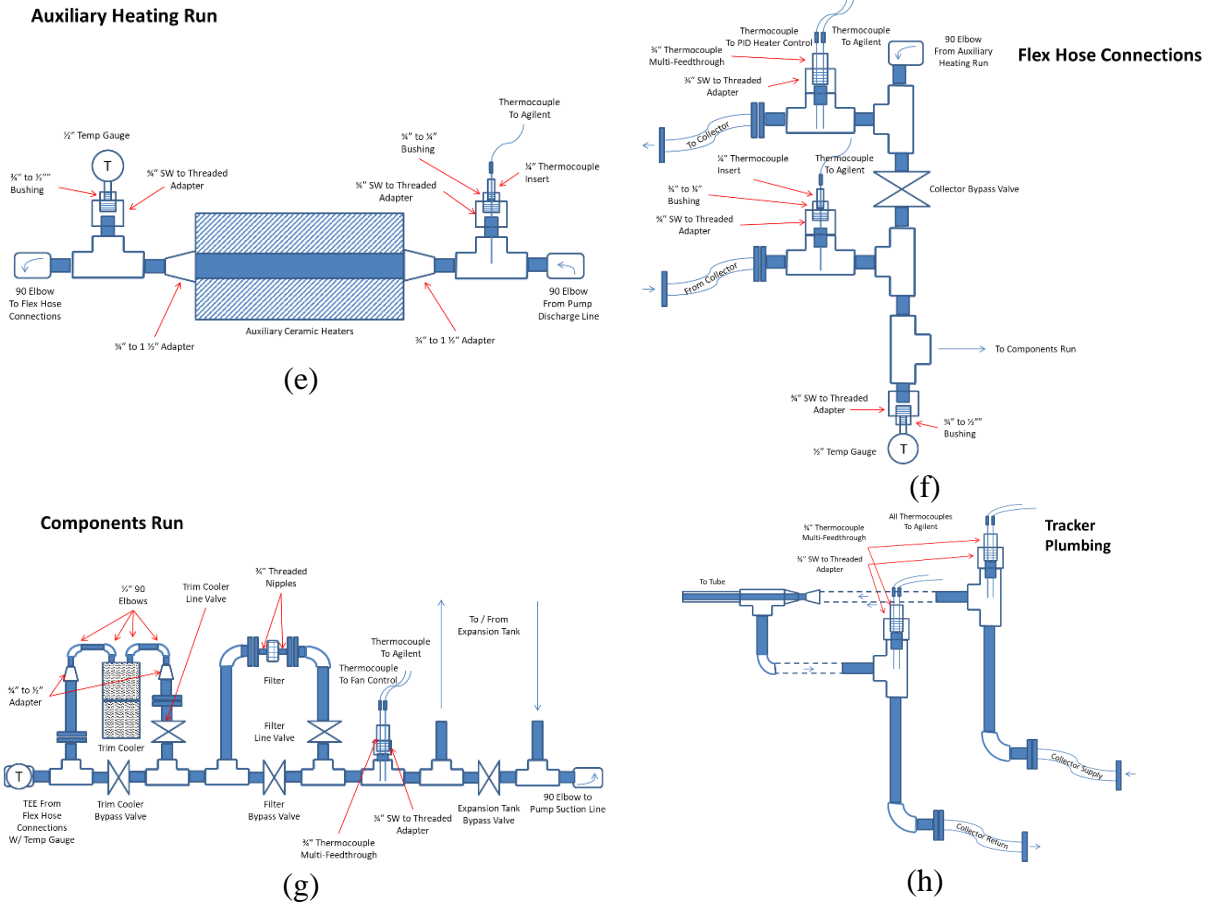 Auxiliary Heating Run
½” Temp Gauge
T
¾” to ½””
Bushing
¾” SW to Threaded
Adapter
¾” to ¼”
Bushing
¾” SW to Threaded
Adapter
Thermocouple
To Agilent
¼” Thermocouple
Insert
90 Elbow
To Flex Hose
Connections
90 Elbow
From Pump
Discharge Line
Auxiliary Ceramic Heaters
¾” to 1 ½” Adapter
¾” to 1 ½” Adapter
(e)
Flex Hose Connections
Thermocouple
To PID Heater Control
Thermocouple
To Agilent
¾” Thermocouple
Multi-Feedthrough
¾” SW to Threaded
Adapter
90 Elbow
From Auxiliary
Heating Run
To Collector
¼” Thermocouple
Insert
Thermocouple
To Agilent
¾” to ¼”
Bushing
¾” SW to Threaded
Adapter
Collector Bypass Valve
From Collector
To Components Run
¾” SW to Threaded
Adapter
¾” to ½””
Bushing
½” Temp Gauge
T
(f)
Components Run
½” 90
Elbows
Trim Cooler
Line Valve
¾” Threaded
Nipples
To / From
Expansion Tank
Thermocouple
To Agilent
Thermocouple
To Fan Control
Filter
¾” to ½”
Adapter
Trim Cooler
Filter
Line Valve
T
TEE From
Flex Hose
Connections
W/ Temp Gauge
Trim Cooler
Bypass Valve
Filter
Bypass Valve
Expansion Tank
Bypass Valve
90 Elbow to
Pump Suction Line
¾” SW to Threaded
Adapter
¾” Thermocouple
Multi-Feedthrough
(g)
Tracker
Plumbing
All Thermocouples
To Agilent
¾” Thermocouple
Multi-Feedthrough
¾” SW to Threaded
Adapter
To Tube
Collector Supply
Collector Return
(h)